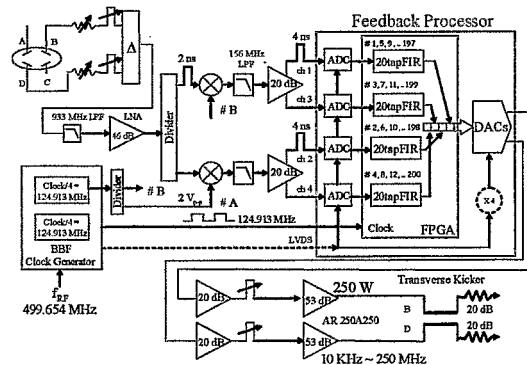 Feedback Processor
A
B
D
C
Δ
2 ns
156 MHz
LPF
4 ns
ch 1
ch 3
20 dB
# B
933 MHz LPF
LNA
46 dB
Divider
4 ns
ch 2
ch 4
20 dB
2 Vp-p
# A
124.913 MHz
ADC
ADC
ADC
ADC
# 1, 5, 9, .. 197
20tapFIR
# 3, 7, 11, .. 199
20tapFIR
# 2, 6, 10, .. 198
20tapFIR
# 4, 8, 12, .. 200
20tapFIR
FPGA
DACs
X4
Clock
LVDS
Clock/4 =
124.913 MHz
Clock/4 =
124.913 MHz
Divider
# B
BBF
Clock Generator
fRF
499.654 MHz
20 dB
53 dB
250 W
AR 250A250
20 dB
53 dB
10 KHz ~ 250 MHz
Transverse Kicker
B
D
20 dB
20 dB